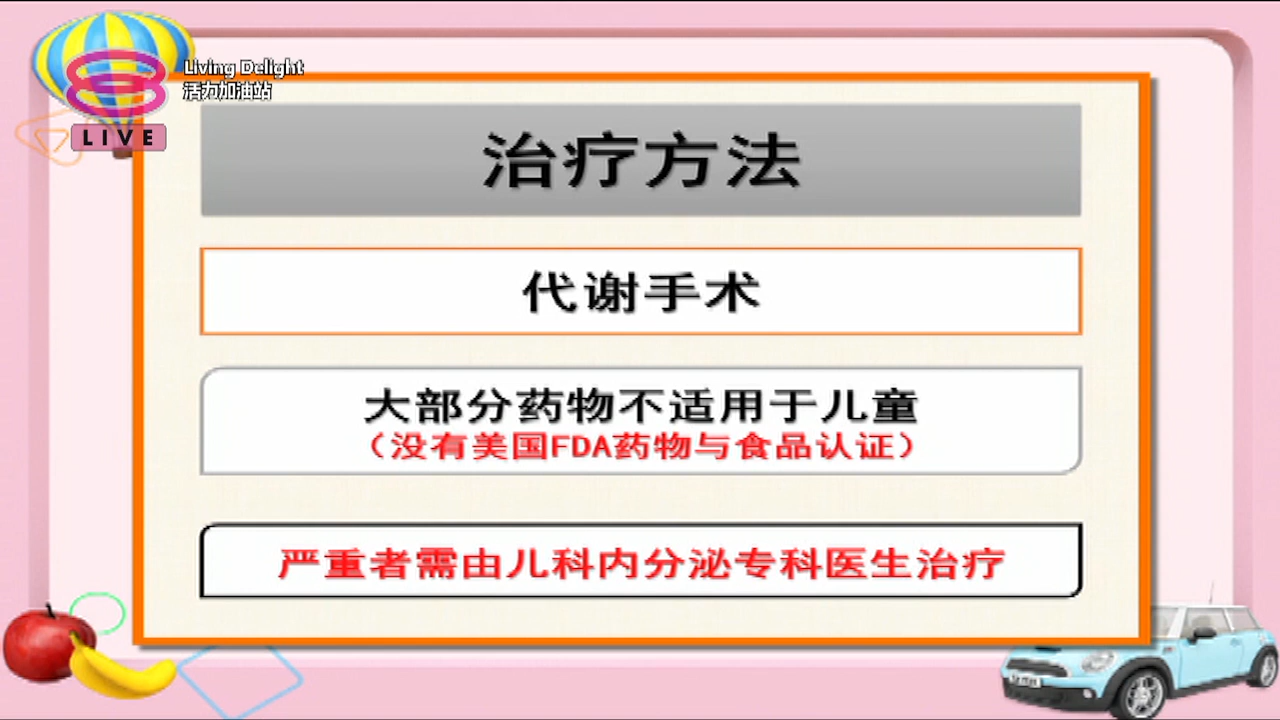 Living Delight
活力加油站
LIVE
治疗方法
代谢手术
大部分药物不适用于儿童
（没有美国FDA药物与食品认证）
严重者需由儿科内分泌专科医生治疗